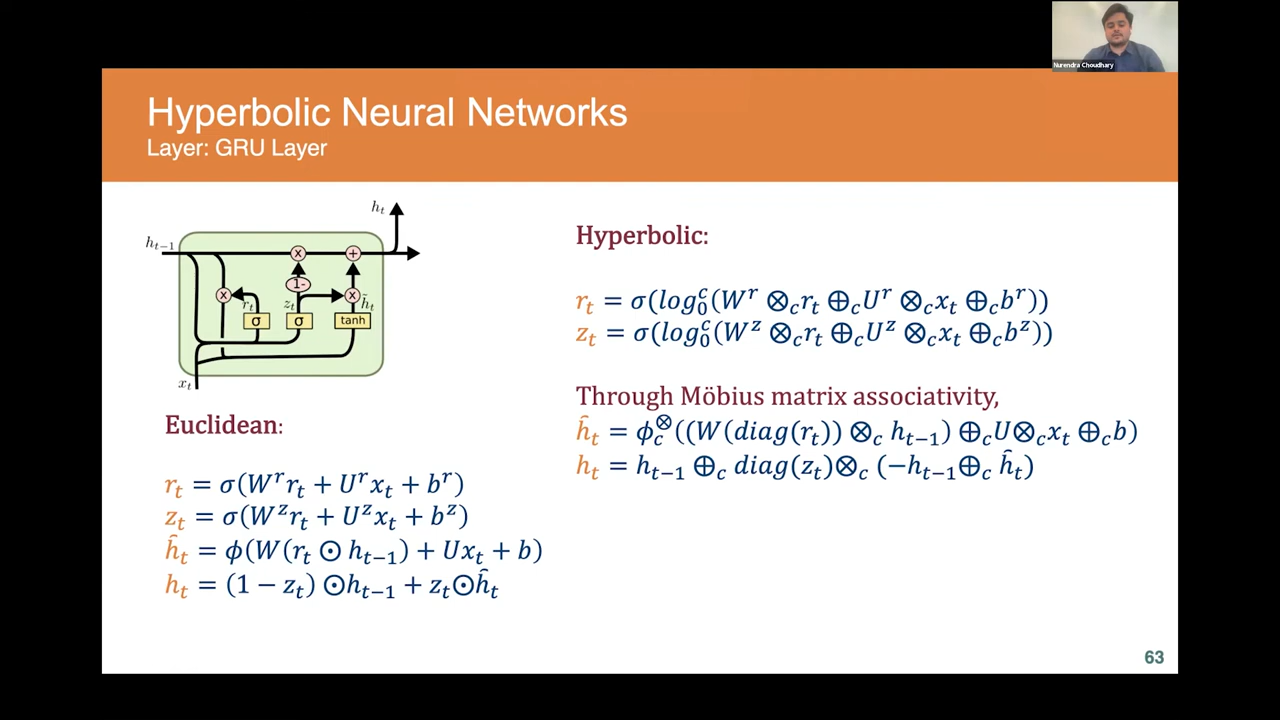 Nurendra Choudhary
Hyperbolic Neural Networks
Layer: GRU Layer
h_t
h_{t-1}
x
+
1-
x
r_t
z_t
x
ĥ_t
σ
σ
tanh
x_t
Euclidean:
r_t = σ(W^r r_t + U^r x_t + b^r)
z_t = σ(W^z r_t + U^z x_t + b^z)
ĥ_t = ϕ(W(r_t ⊙ h_{t-1}) + Ux_t + b)
h_t = (1 − z_t) ⊙h_{t-1} + z_t⊙ĥ_t
Hyperbolic:
r_t = σ(log_0^c(W^r ⊗_c r_t ⊕_c U^r ⊗_c x_t ⊕_c b^r))
z_t = σ(log_0^c(W^z ⊗_c r_t ⊕_c U^z ⊗_c x_t ⊕_c b^z))
Through Möbius matrix associativity,
ĥ_t = ϕ_c^⊗((W(diag(r_t)) ⊗_c h_{t-1}) ⊕_c U⊗_c x_t ⊕_c b)
h_t = h_{t-1} ⊕_c diag(z_t)⊗_c (−h_{t-1}⊕_c ĥ_t)
63